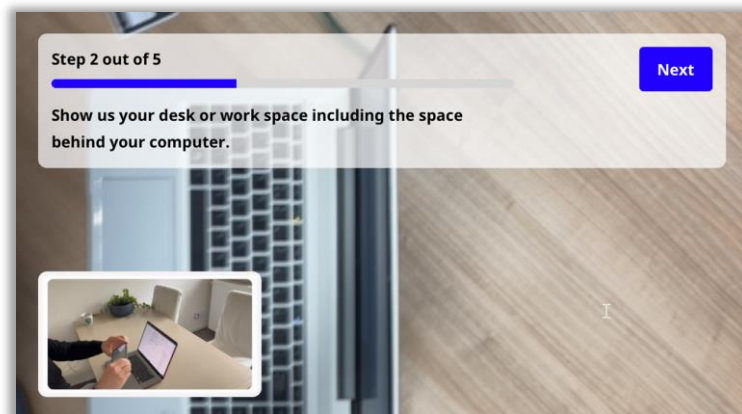 Step 2 out of 5
Next
Show us your desk or work space including the space
behind your computer.